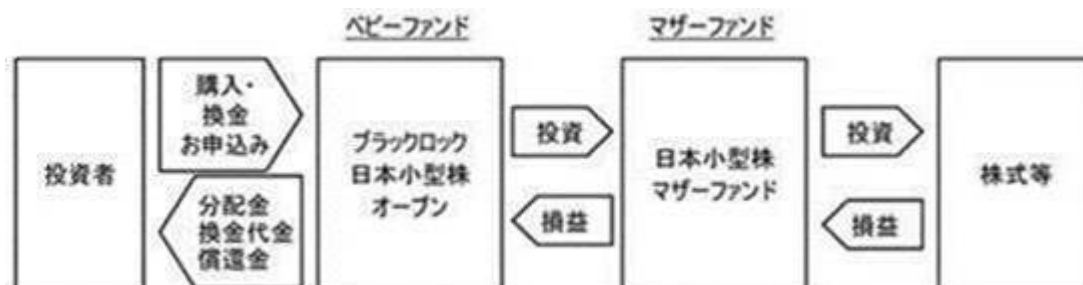 ベビーファンド
マザーファンド
投資者
購入・
換金
お申込み
分配金
換金代金
償還金
ブラックロック
日本小型株
オープン
投資
損益
日本小型株
マザーファンド
投資
損益
株式等